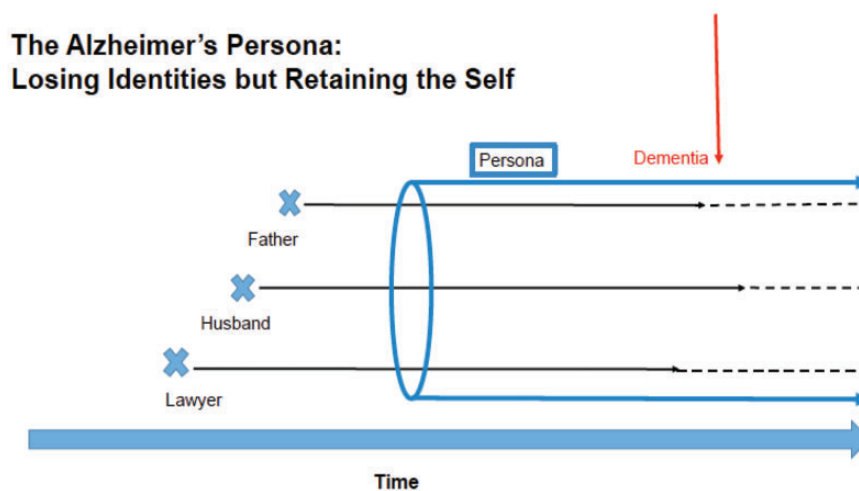 The Alzheimer’s Persona:
Losing Identities but Retaining the Self
Persona
Dementia
Father
Husband
Lawyer
Time